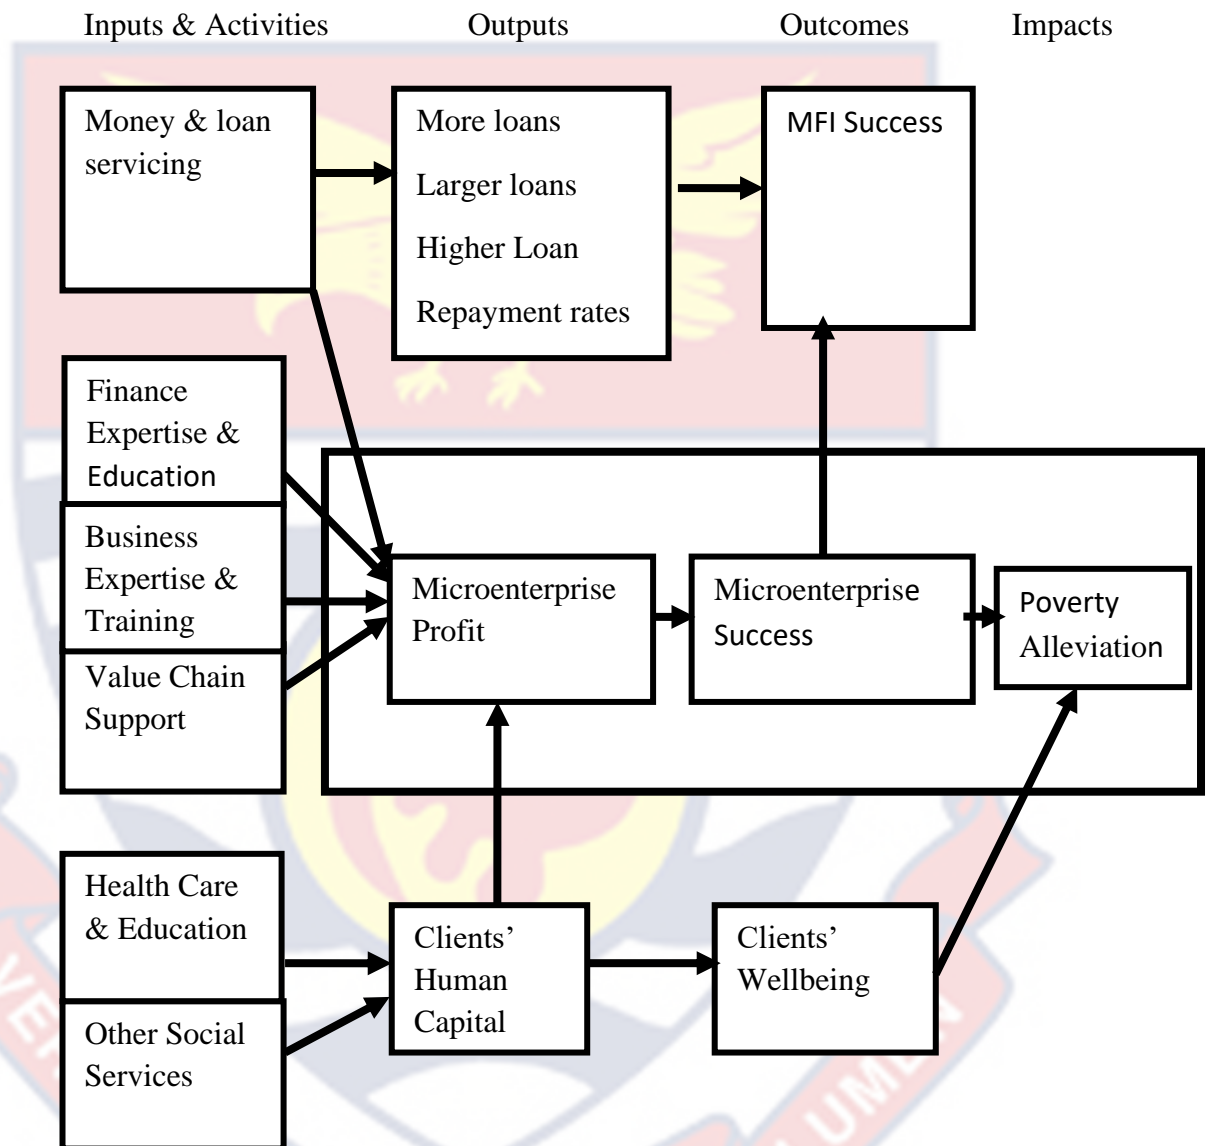 Inputs & Activities
Outputs
Outcomes
Impacts
Money & loan
servicing
More loans
Larger loans
Higher Loan
Repayment rates
MFI Success
Finance
Expertise &
Education
Business
Expertise &
Training
Value Chain
Support
Microenterprise
Profit
Microenterprise
Success
Poverty
Alleviation
Health Care
& Education
Other Social
Services
Clients’
Human
Capital
Clients’
Wellbeing
LUMEN